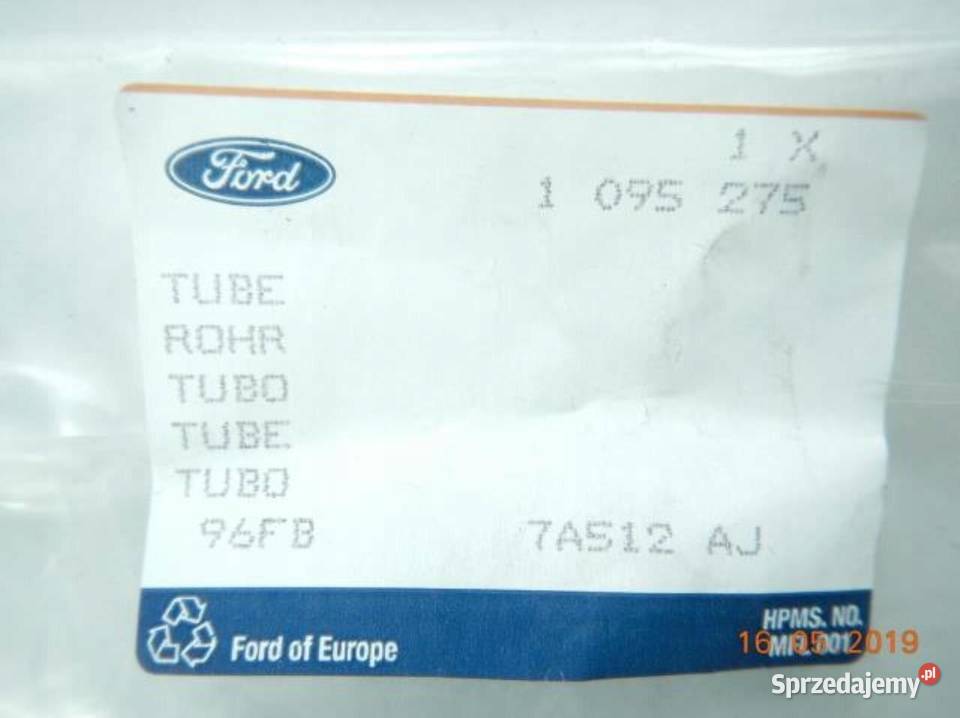 Ford
1 X
1 095 275
TUBE
ROHR
TUBO
TUBE
TUBO
96FB 7A512 AJ
Ford of Europe
HPMS. NO.
16 05 2019
Sprzedajemy.pl